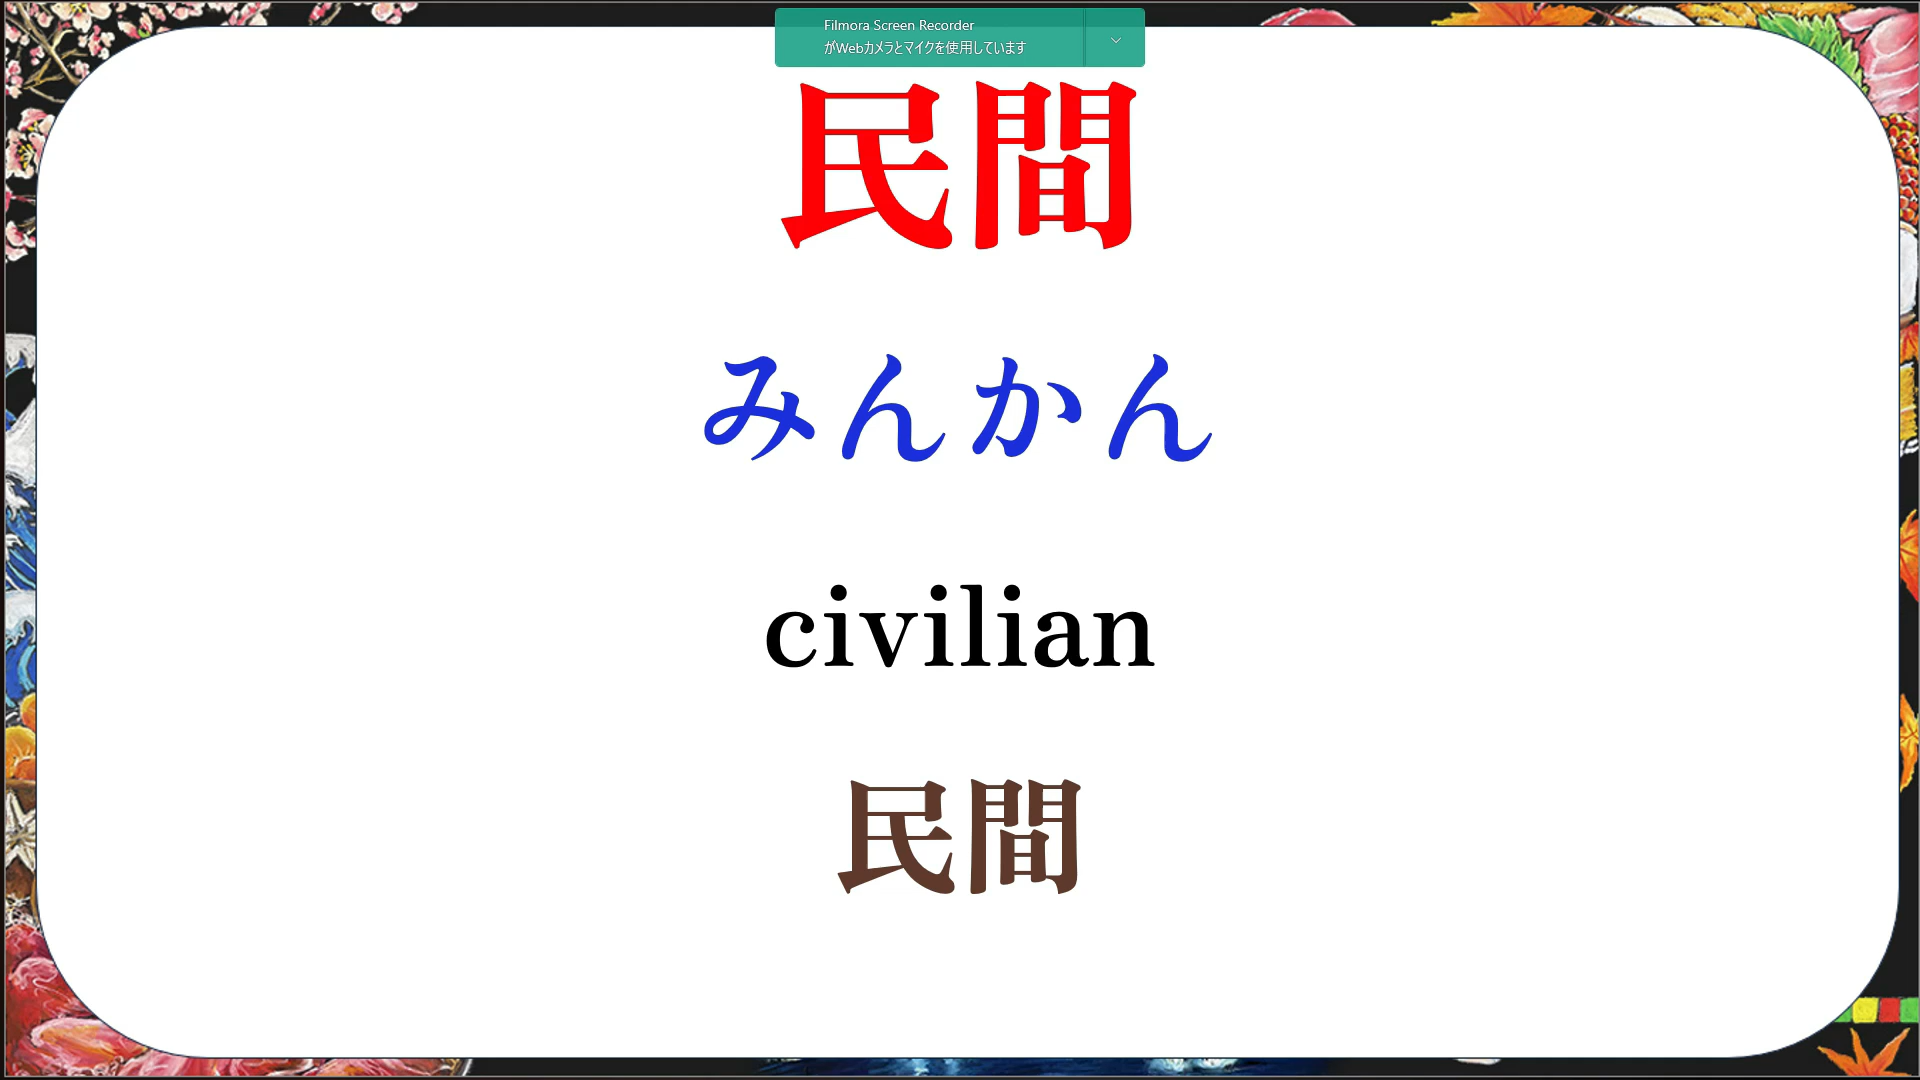 Filmora Screen Recorder
がWebカメラとマイクを使用しています
民間
みんかん
civilian
民間